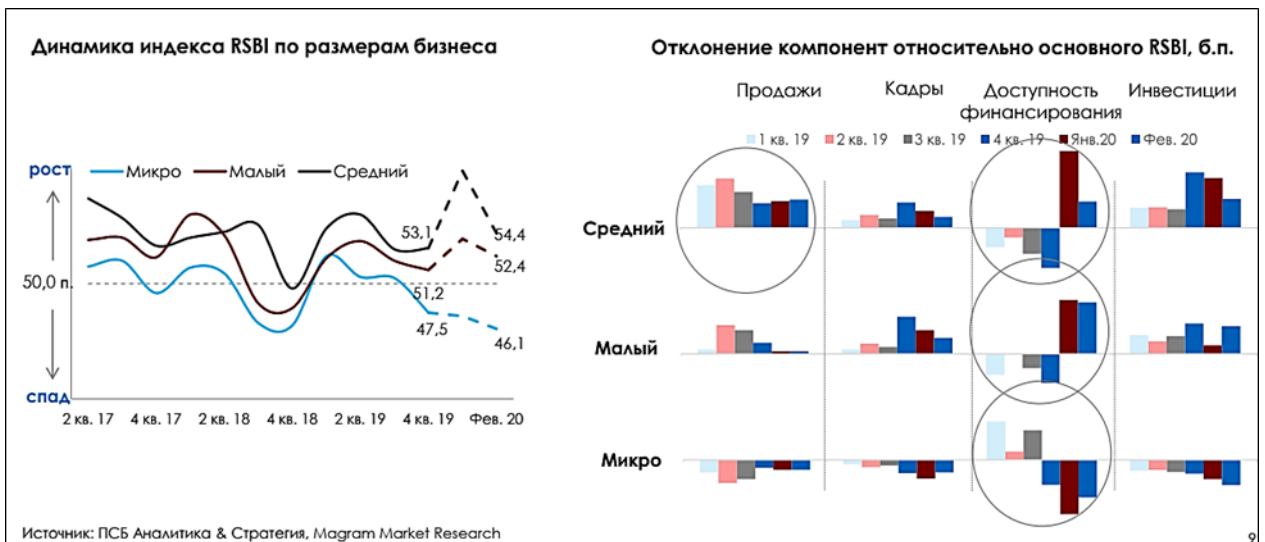 Динамика индекса RSBI по размерам бизнеса
рост
Микро Малый Средний
50,0 п.
53,1
54,4
52,4
51,2
47,5
46,1
спад
2 кв. 17 4 кв. 17 2 кв. 18 4 кв. 18 2 кв. 19 4 кв. 19 Фев. 20
Источник: ПСБ Аналитика & Стратегия, Magram Market Research
Отклонение компонент относительно основного RSBI, б.п.
Продажи Кадры Доступность финансирования Инвестиции
1 кв. 19 2 кв. 19 3 кв. 19 4 кв. 19 Янв.20 Фев. 20
Средний
Малый
Микро
9